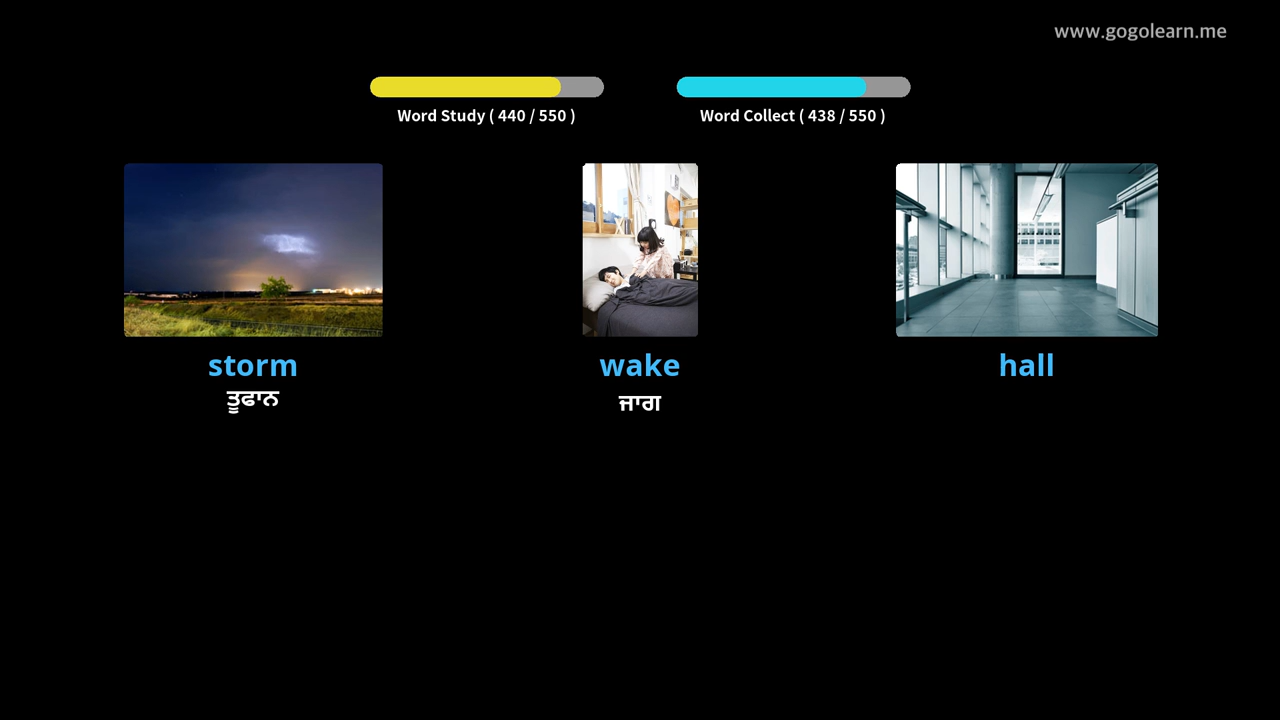 www.gogolearn.me
Word Study ( 440 / 550 )
Word Collect ( 438 / 550 )
storm
wake
hall
ਤੂਫਾਨ
ਜਾਗ